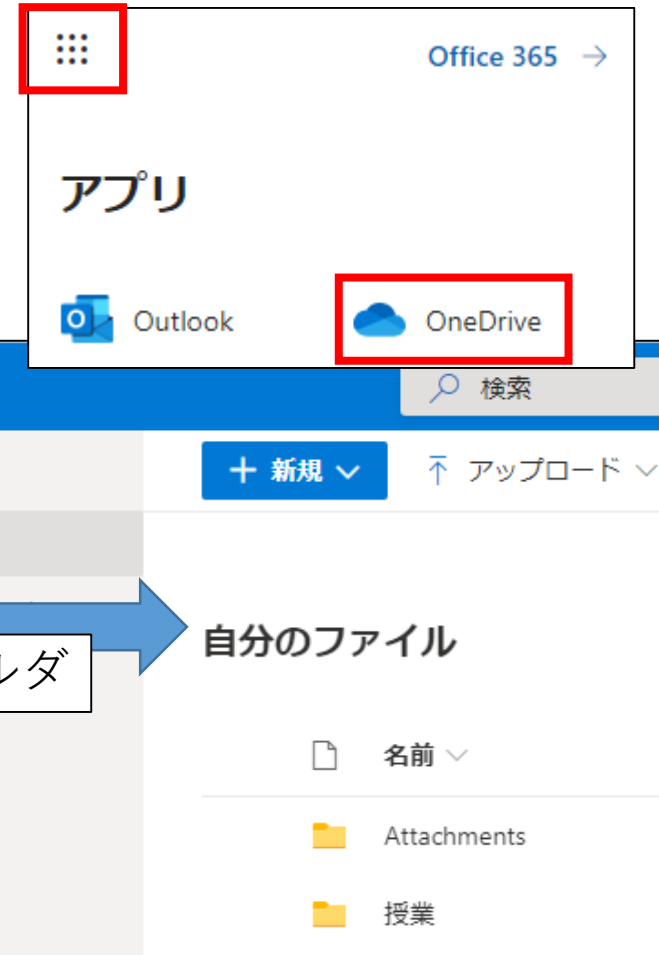 Office 365 →
アプリ
Outlook
OneDrive
検索
+ 新規
アップロード
自分のファイル
ルダ
名前
Attachments
授業